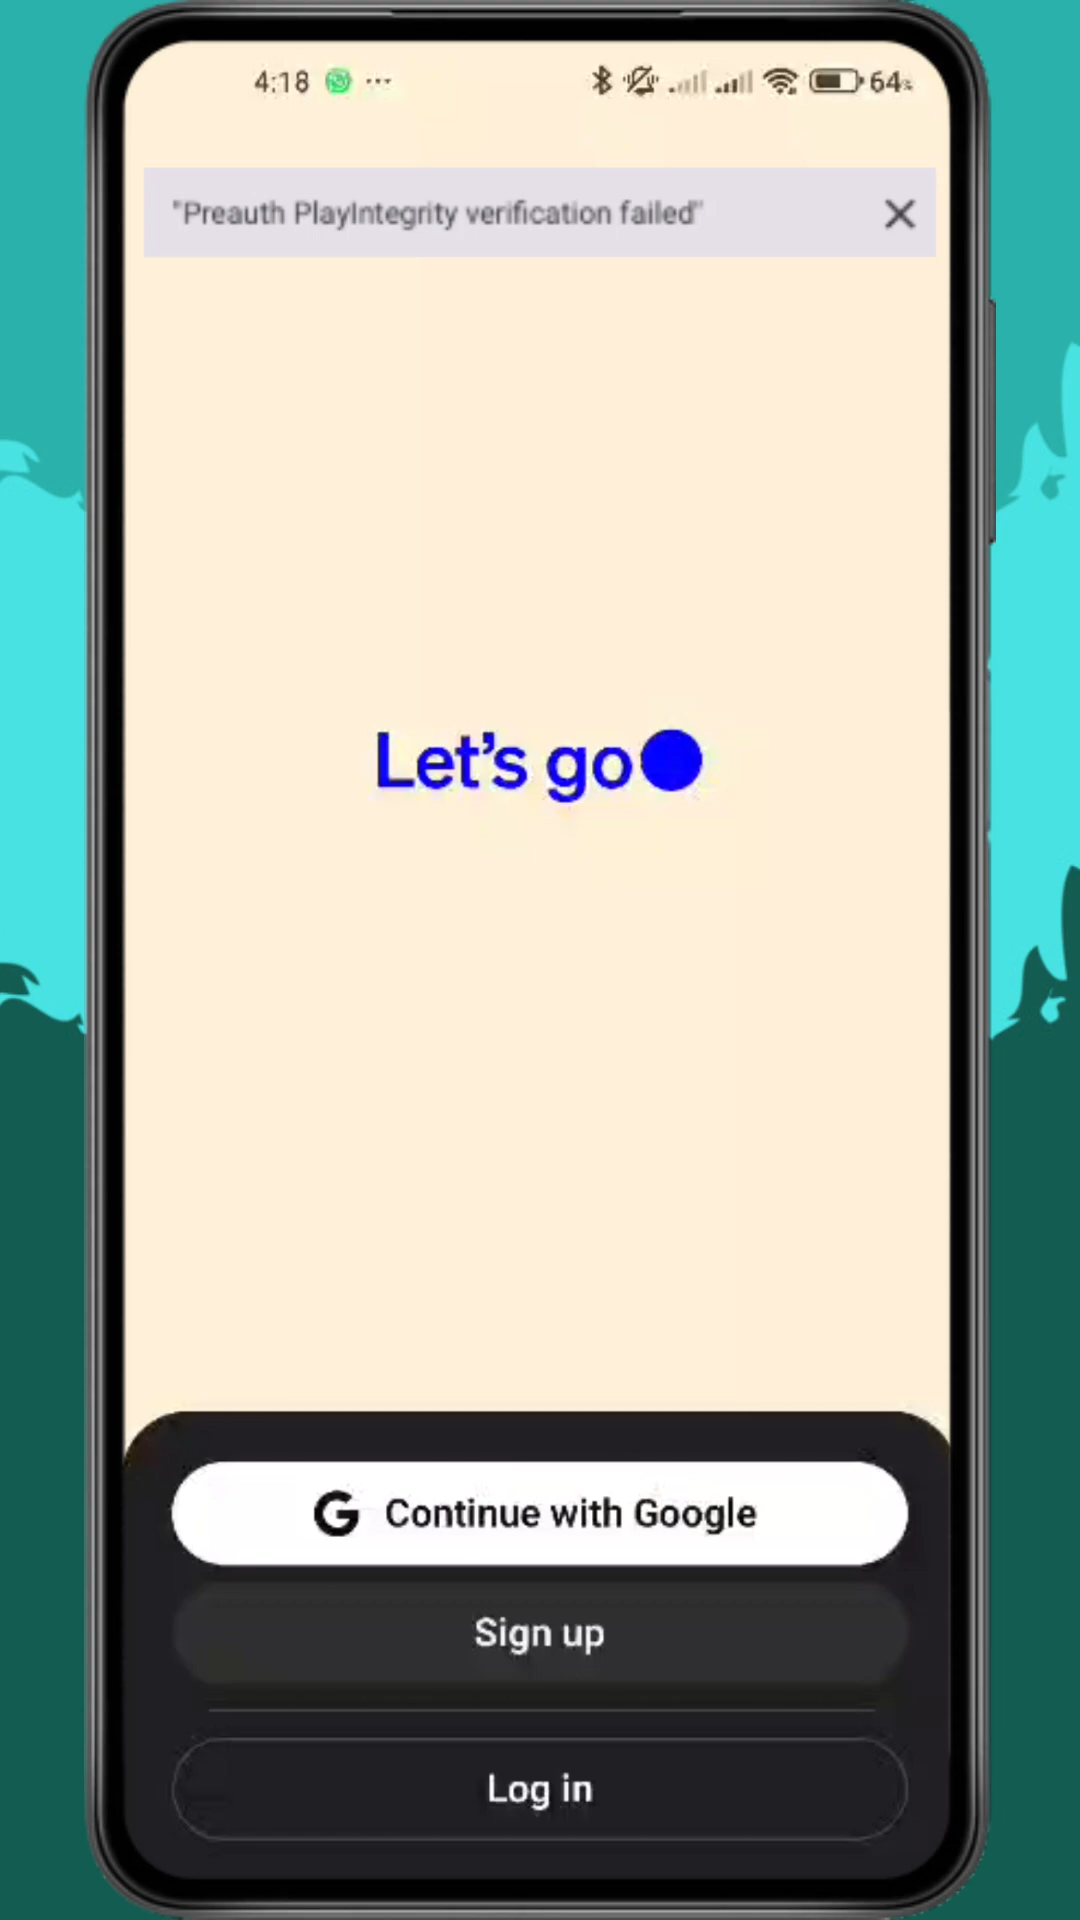 4:18 ... 64%
"Preauth PlayIntegrity verification failed"
Let's go
Continue with Google
Sign up
Log in